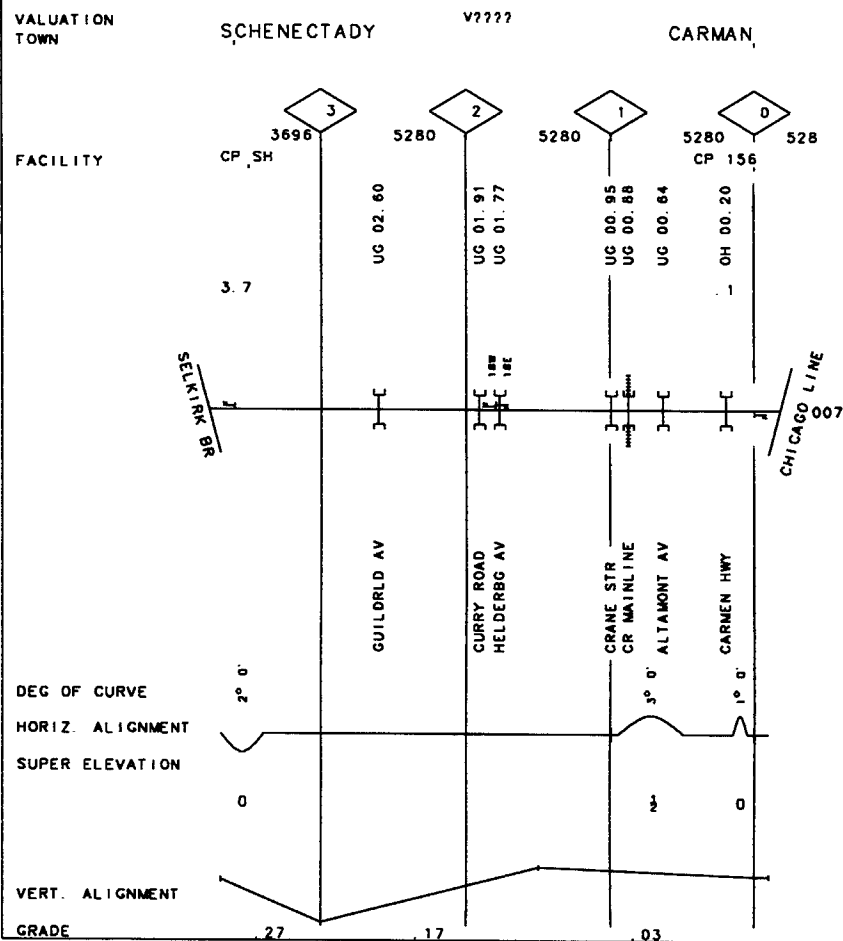 VALUATION
TOWN
SCHENECTADY
V????
CARMAN
3
2
1
0
3696
5280
5280
5280
528
FACILITY
CP SH
CP 156
UG 02.60
UG 01.91
UG 01.77
UG 00.95
UG 00.88
UG 00.64
OH 00.20
3.7
.1
SELKIRK BR
18W
18E
CHICAGO LINE
007
GUILDRLD AV
CURRY ROAD
HELDERBG AV
CRANE STR
CR MAINLINE
ALTAMONT AV
CARMEN HWY
DEG OF CURVE
2° 0'
3° 0'
1° 0'
HORIZ. ALIGNMENT
SUPER ELEVATION
0
½
0
VERT. ALIGNMENT
GRADE
.27
.17
.03